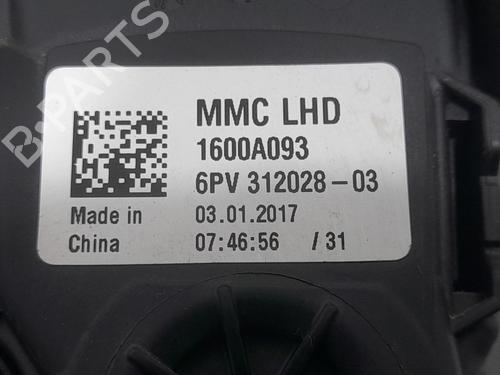 B-PARTS
MMC LHD
1600A093
6PV 312028-03
Made in 03.01.2017
China 07:46:56 /31